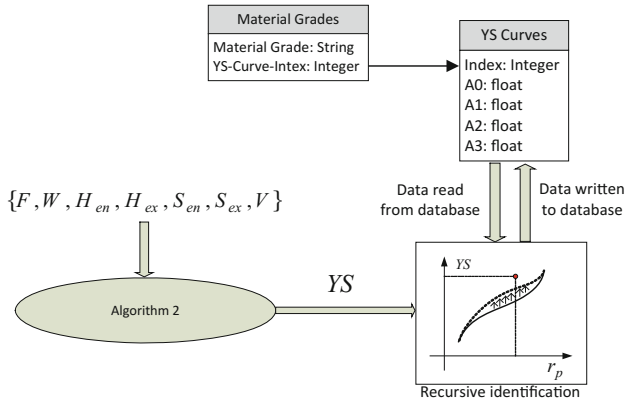 Material Grades
Material Grade: String
YS-Curve-Intex: Integer
YS Curves
Index: Integer
A0: float
A1: float
A2: float
A3: float
Data read
from database
Data written
to database
{F , W , H_en , H_ex , S_en , S_ex , V}
Algorithm 2
YS
YS
r_p
Recursive identification